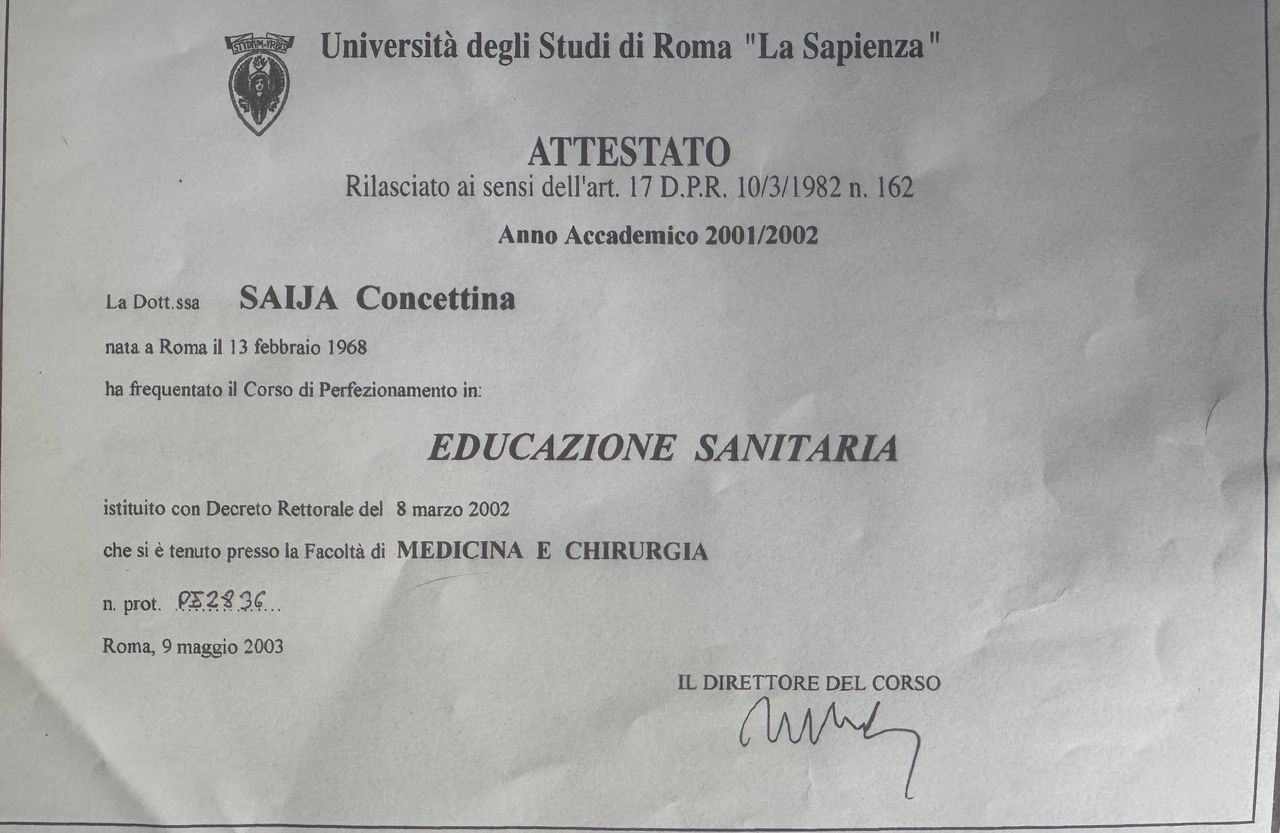 STVDIVM VRBIS
Università degli Studi di Roma "La Sapienza"
ATTESTATO
Rilasciato ai sensi dell'art. 17 D.P.R. 10/3/1982 n. 162
Anno Accademico 2001/2002
La Dott.ssa SAIJA Concettina
nata a Roma il 13 febbraio 1968
ha frequentato il Corso di Perfezionamento in:
EDUCAZIONE SANITARIA
istituito con Decreto Rettorale del 8 marzo 2002
che si è tenuto presso la Facoltà di MEDICINA E CHIRURGIA
n. prot.
Roma, 9 maggio 2003
IL DIRETTORE DEL CORSO